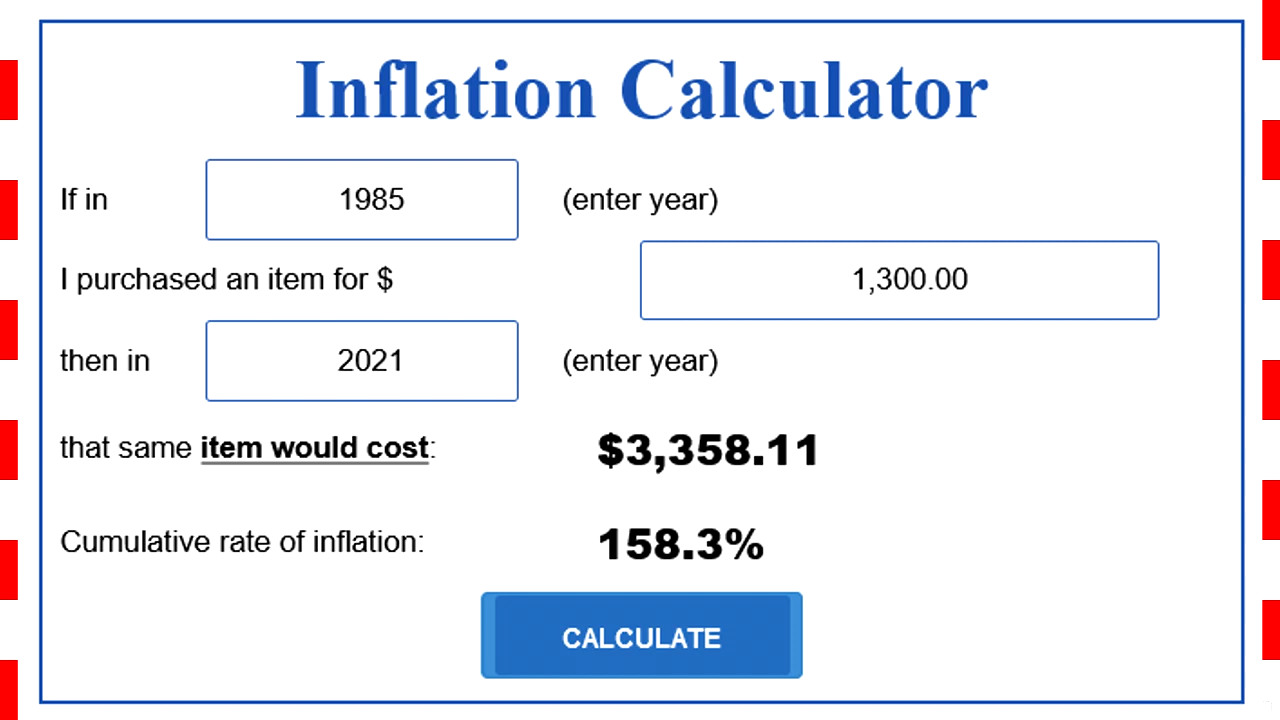 Inflation Calculator
If in 1985 (enter year)
I purchased an item for $ 1,300.00
then in 2021 (enter year)
that same item would cost: $3,358.11
Cumulative rate of inflation: 158.3%
CALCULATE